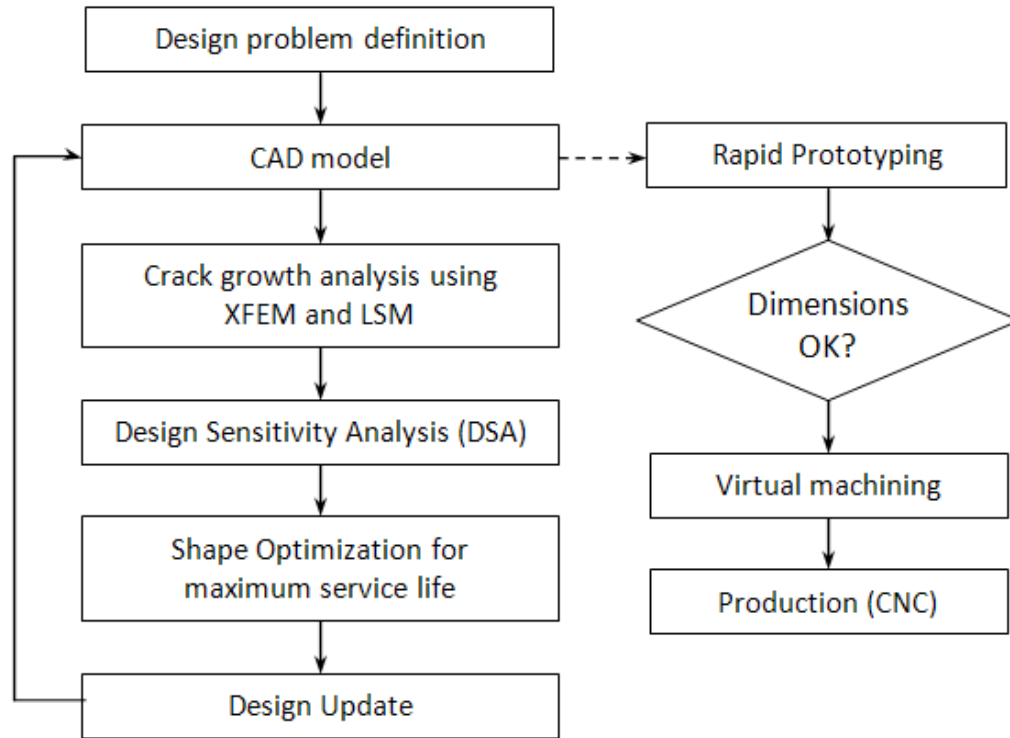 Design problem definition
CAD model
Crack growth analysis using
XFEM and LSM
Design Sensitivity Analysis (DSA)
Shape Optimization for
maximum service life
Design Update
Rapid Prototyping
Dimensions
OK?
Virtual machining
Production (CNC)